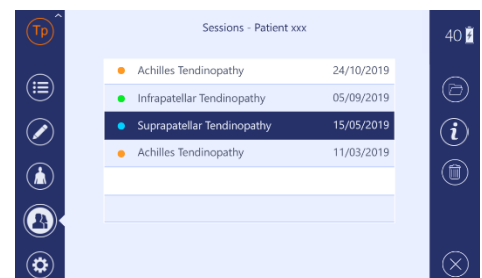 Tp
Sessions - Patient xxx
40
Achilles Tendinopathy 24/10/2019
Infrapatellar Tendinopathy 05/09/2019
Suprapatellar Tendinopathy 15/05/2019
Achilles Tendinopathy 11/03/2019
i